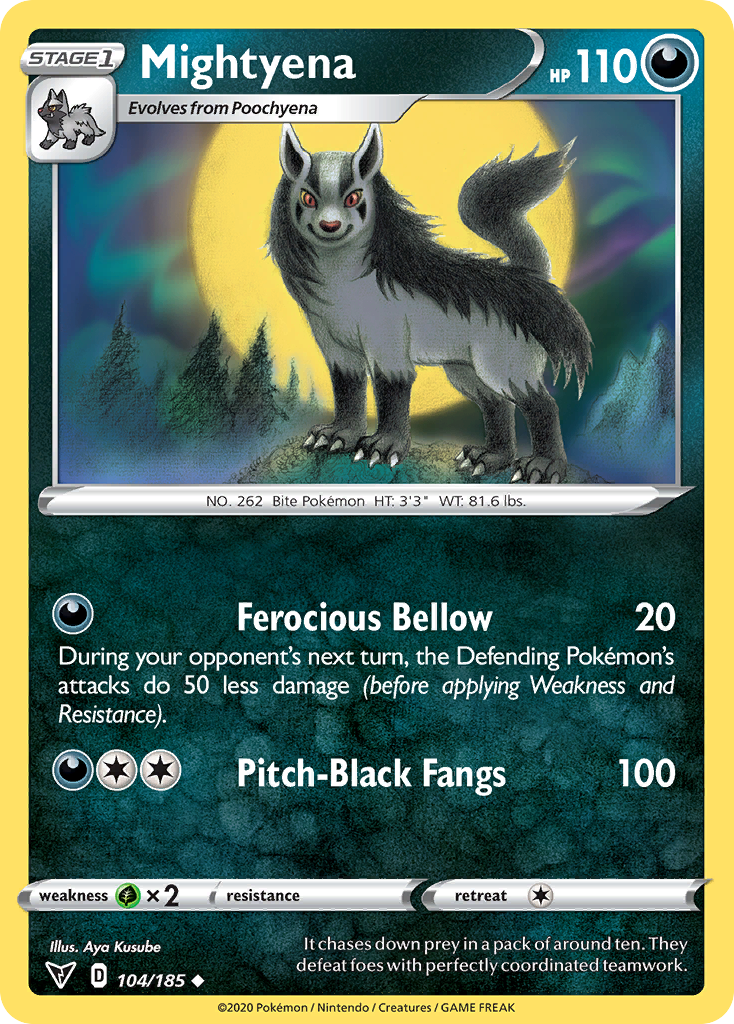 STAGE1
Mightyena
HP 110
Evolves from Poochyena
NO. 262 Bite Pokémon HT: 3'3" WT: 81.6 lbs.
Ferocious Bellow 20
During your opponent's next turn, the Defending Pokémon's
attacks do 50 less damage (before applying Weakness and
Resistance).
Pitch-Black Fangs 100
weakness ×2 resistance retreat
Illus. Aya Kusube
It chases down prey in a pack of around ten. They
defeat foes with perfectly coordinated teamwork.
D 104/185
©2020 Pokémon / Nintendo / Creatures / GAME FREAK